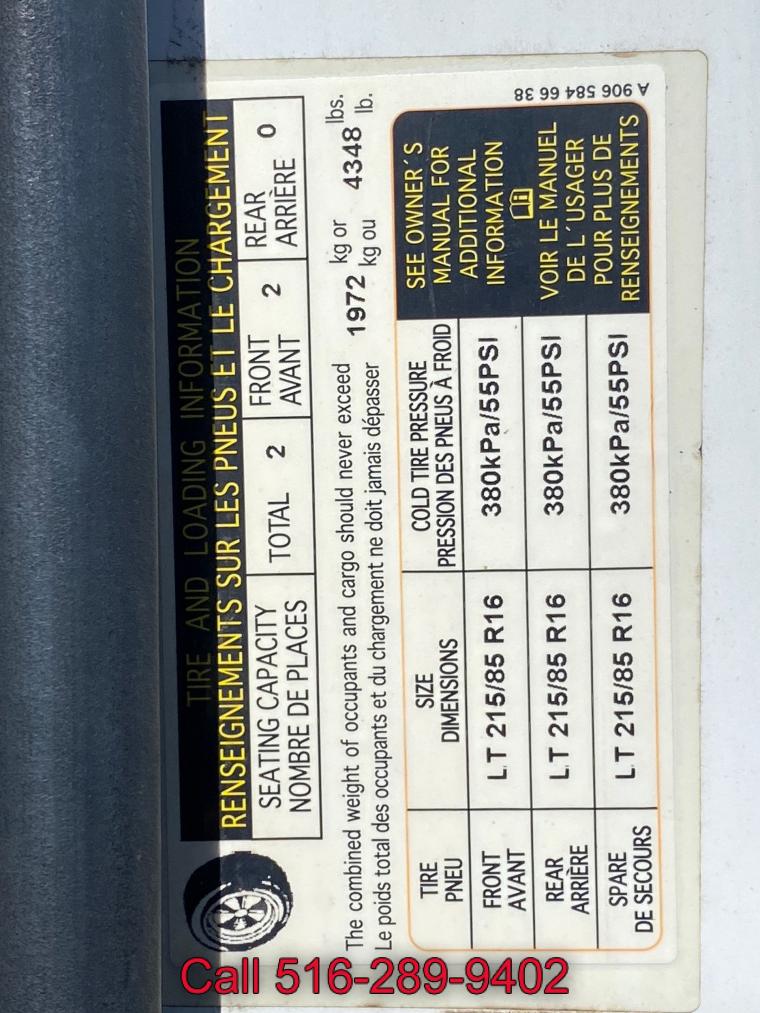 TIRE AND LOADING INFORMATION
RENSEIGNEMENTS SUR LES PNEUS ET LE CHARGEMENT
SEATING CAPACITY
NOMBRE DE PLACES
TOTAL 2
FRONT
AVANT 2
REAR
ARRIÈRE 0
The combined weight of occupants and cargo should never exceed 1972 kg or 4348 lbs.
Le poids total des occupants et du chargement ne doit jamais dépasser kg ou lb.
TIRE
PNEU
SIZE
DIMENSIONS
COLD TIRE PRESSURE
PRESSION DES PNEUS À FROID
FRONT
AVANT
LT 215/85 R16
380kPa/55PSI
REAR
ARRIÈRE
LT 215/85 R16
380kPa/55PSI
SPARE
DE SECOURS
LT 215/85 R16
380kPa/55PSI
SEE OWNER´S
MANUAL FOR
ADDITIONAL
INFORMATION
VOIR LE MANUEL
DE L´USAGER
POUR PLUS DE
RENSEIGNEMENTS
A 906 584 66 38
Call 516-289-9402